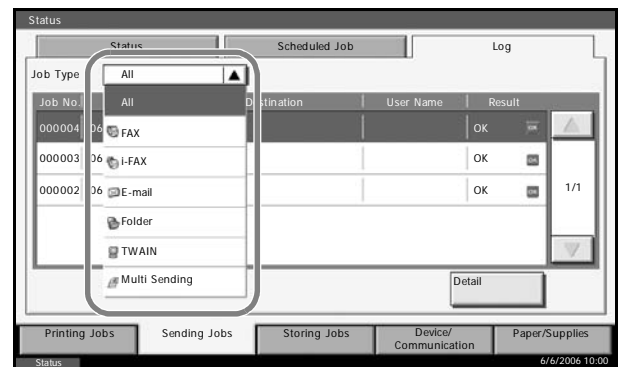 Status
Status Scheduled Job Log
Job Type All
Job No. Destination User Name Result
All
000004 06 FAX OK
000003 06 i-FAX OK
1/1
000002 06 E-mail OK
Folder
TWAIN
Multi Sending
Detail
Printing Jobs Sending Jobs Storing Jobs Device/
Communication Paper/Supplies
Status 6/6/2006 10:00